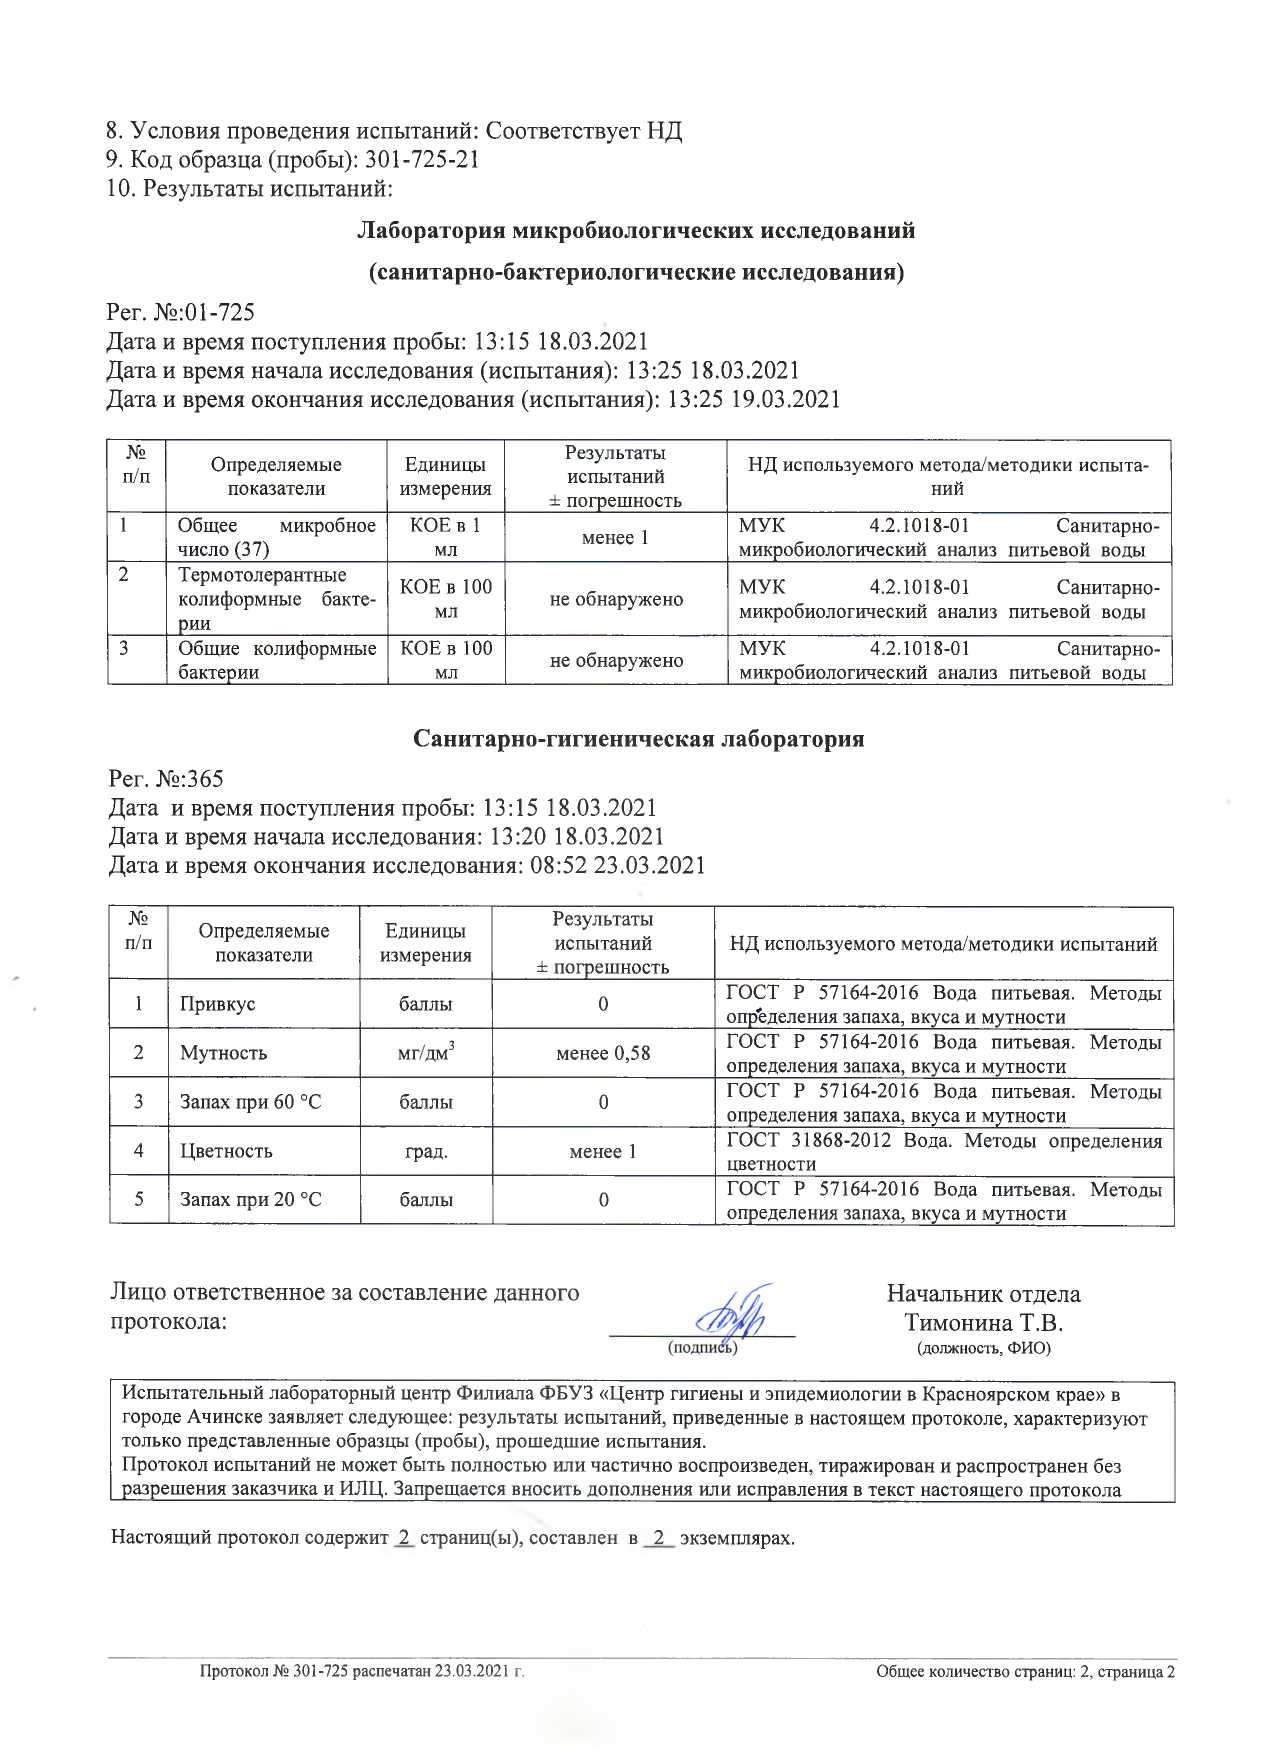 8. Условия проведения испытаний: Соответствует НД
9. Код образца (пробы): 301-725-21
10. Результаты испытаний:
Лаборатория микробиологических исследований
(санитарно-бактериологические исследования)
Рег. №:01-725
Дата и время поступления пробы: 13:15 18.03.2021
Дата и время начала исследования (испытания): 13:25 18.03.2021
Дата и время окончания исследования (испытания): 13:25 19.03.2021
№ п/п | Определяемые показатели | Единицы измерения | Результаты испытаний ± погрешность | НД используемого метода/методики испыта-ний
1 | Общее микробное число (37) | КОЕ в 1 мл | менее 1 | МУК 4.2.1018-01 Санитарно-микробиологический анализ питьевой воды
2 | Термотолерантные колиформные бакте-рии | КОЕ в 100 мл | не обнаружено | МУК 4.2.1018-01 Санитарно-микробиологический анализ питьевой воды
3 | Общие колиформные бактерии | КОЕ в 100 мл | не обнаружено | МУК 4.2.1018-01 Санитарно-микробиологический анализ питьевой воды
Санитарно-гигиеническая лаборатория
Рег. №:365
Дата и время поступления пробы: 13:15 18.03.2021
Дата и время начала исследования: 13:20 18.03.2021
Дата и время окончания исследования: 08:52 23.03.2021
№ п/п | Определяемые показатели | Единицы измерения | Результаты испытаний ± погрешность | НД используемого метода/методики испытаний
1 | Привкус | баллы | 0 | ГОСТ Р 57164-2016 Вода питьевая. Методы определения запаха, вкуса и мутности
2 | Мутность | мг/дм³ | менее 0,58 | ГОСТ Р 57164-2016 Вода питьевая. Методы определения запаха, вкуса и мутности
3 | Запах при 60 °С | баллы | 0 | ГОСТ Р 57164-2016 Вода питьевая. Методы определения запаха, вкуса и мутности
4 | Цветность | град. | менее 1 | ГОСТ 31868-2012 Вода. Методы определения цветности
5 | Запах при 20 °С | баллы | 0 | ГОСТ Р 57164-2016 Вода питьевая. Методы определения запаха, вкуса и мутности
Лицо ответственное за составление данного
протокола:
(подпись)
Начальник отдела
Тимонина Т.В.
(должность, ФИО)
Испытательный лабораторный центр Филиала ФБУЗ «Центр гигиены и эпидемиологии в Красноярском крае» в
городе Ачинске заявляет следующее: результаты испытаний, приведенные в настоящем протоколе, характеризуют
только представленные образцы (пробы), прошедшие испытания.
Протокол испытаний не может быть полностью или частично воспроизведен, тиражирован и распространен без
разрешения заказчика и ИЛЦ. Запрещается вносить дополнения или исправления в текст настоящего протокола
Настоящий протокол содержит 2 страниц(ы), составлен в 2 экземплярах.
Протокол № 301-725 распечатан 23.03.2021 г.
Общее количество страниц: 2, страница 2